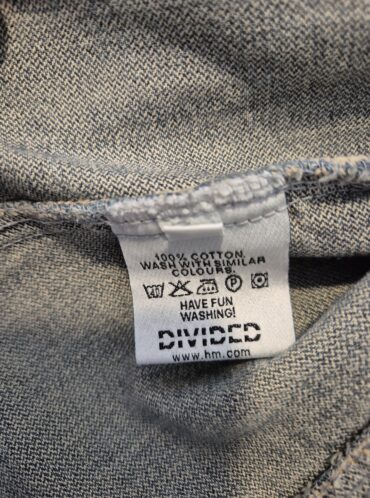 100% COTTON
WASH WITH SIMILAR
COLOURS.
HAVE FUN
WASHING!
DIVIDED
www.hm.com